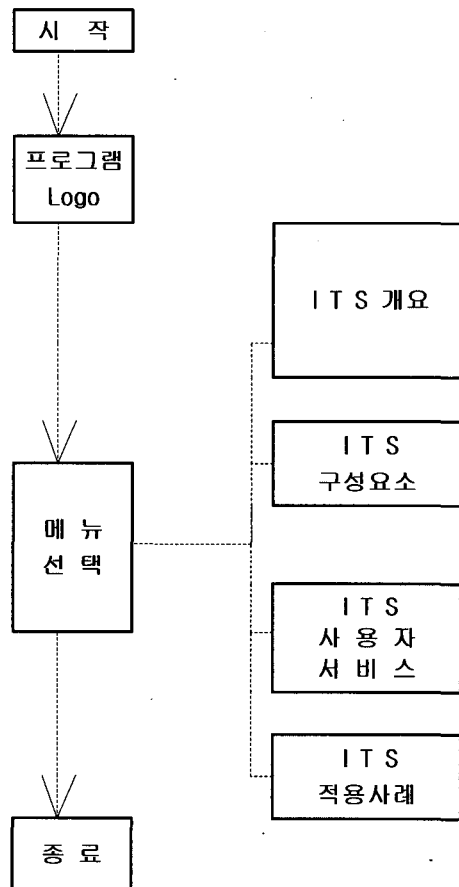 시 작
프로그램
Logo
I T S 개요
I T S
구성요소
메 뉴
선 택
I T S
사 용 자
서 비 스
I T S
적용사례
종 료